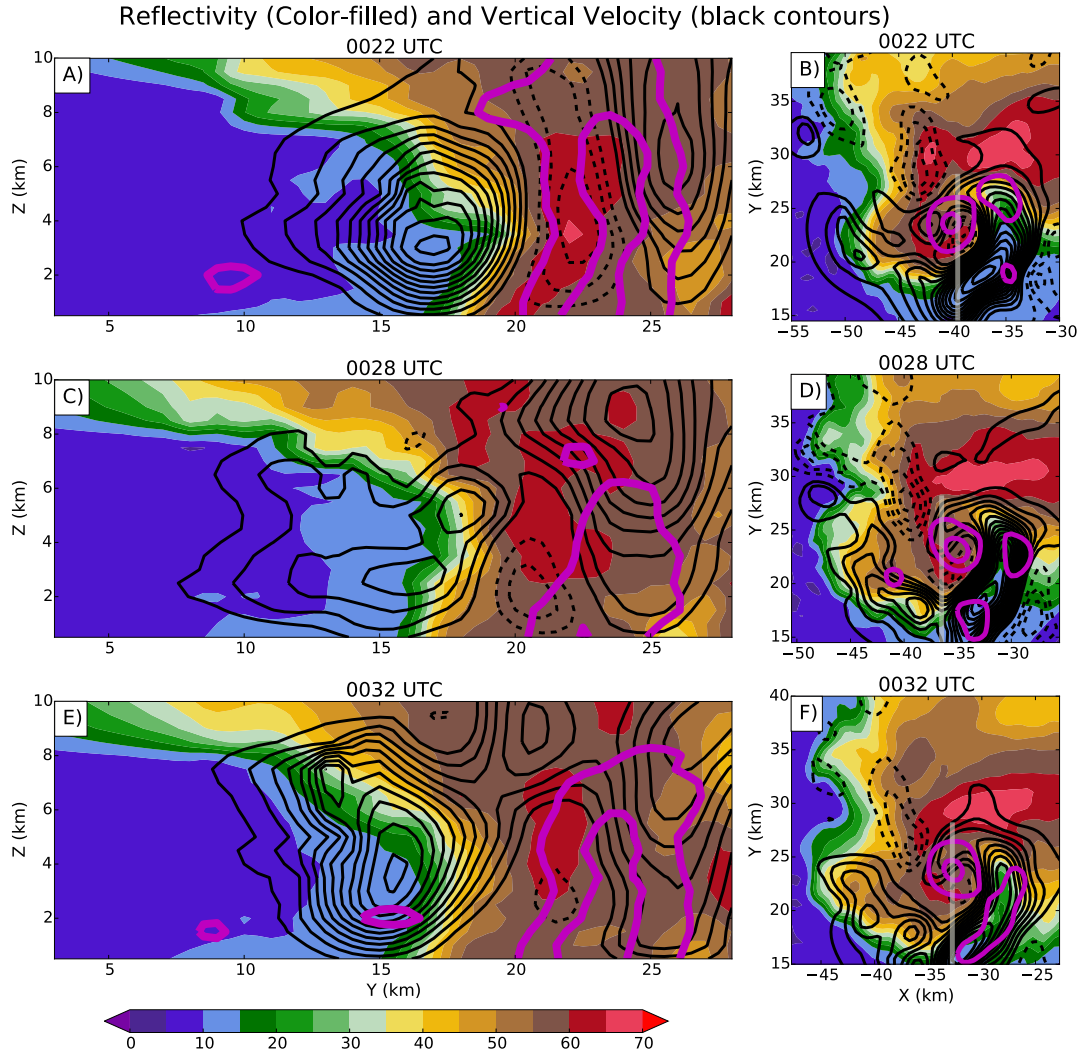 Reflectivity (Color-filled) and Vertical Velocity (black contours)
0022 UTC
A)
10
8
6
4
2
Z (km)
5 10 15 20 25
0022 UTC
B)
35
30
25
20
15
Y (km)
−55 −50 −45 −40 −35 −30
0028 UTC
C)
10
8
6
4
2
Z (km)
5 10 15 20 25
0028 UTC
D)
35
30
25
20
15
Y (km)
−50 −45 −40 −35 −30
0032 UTC
E)
10
8
6
4
2
Z (km)
5 10 15 20 25
Y (km)
0032 UTC
F)
40
35
30
25
20
15
Y (km)
−45 −40 −35 −30 −25
X (km)
0 10 20 30 40 50 60 70